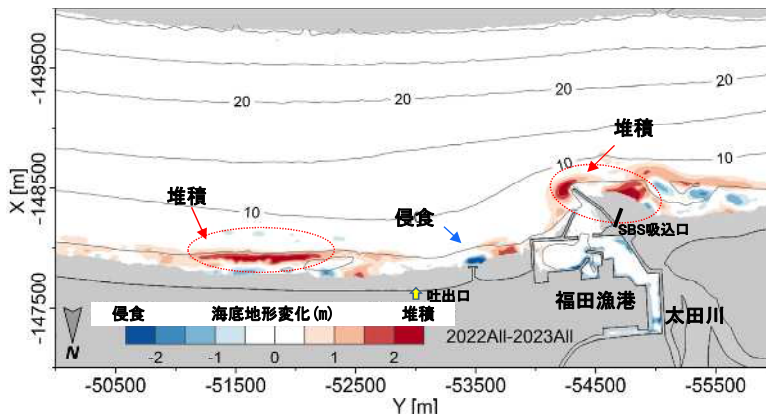 -149500
-148500
-147500
X [m]
20
20
10
10
10
堆積
堆積
侵食
SBS吸込口
吐出口
福田漁港
太田川
侵食
海底地形変化(m)
堆積
-2
-1
0
1
2
2022All-2023All
N
-50500
-51500
-52500
-53500
-54500
-55500
Y [m]